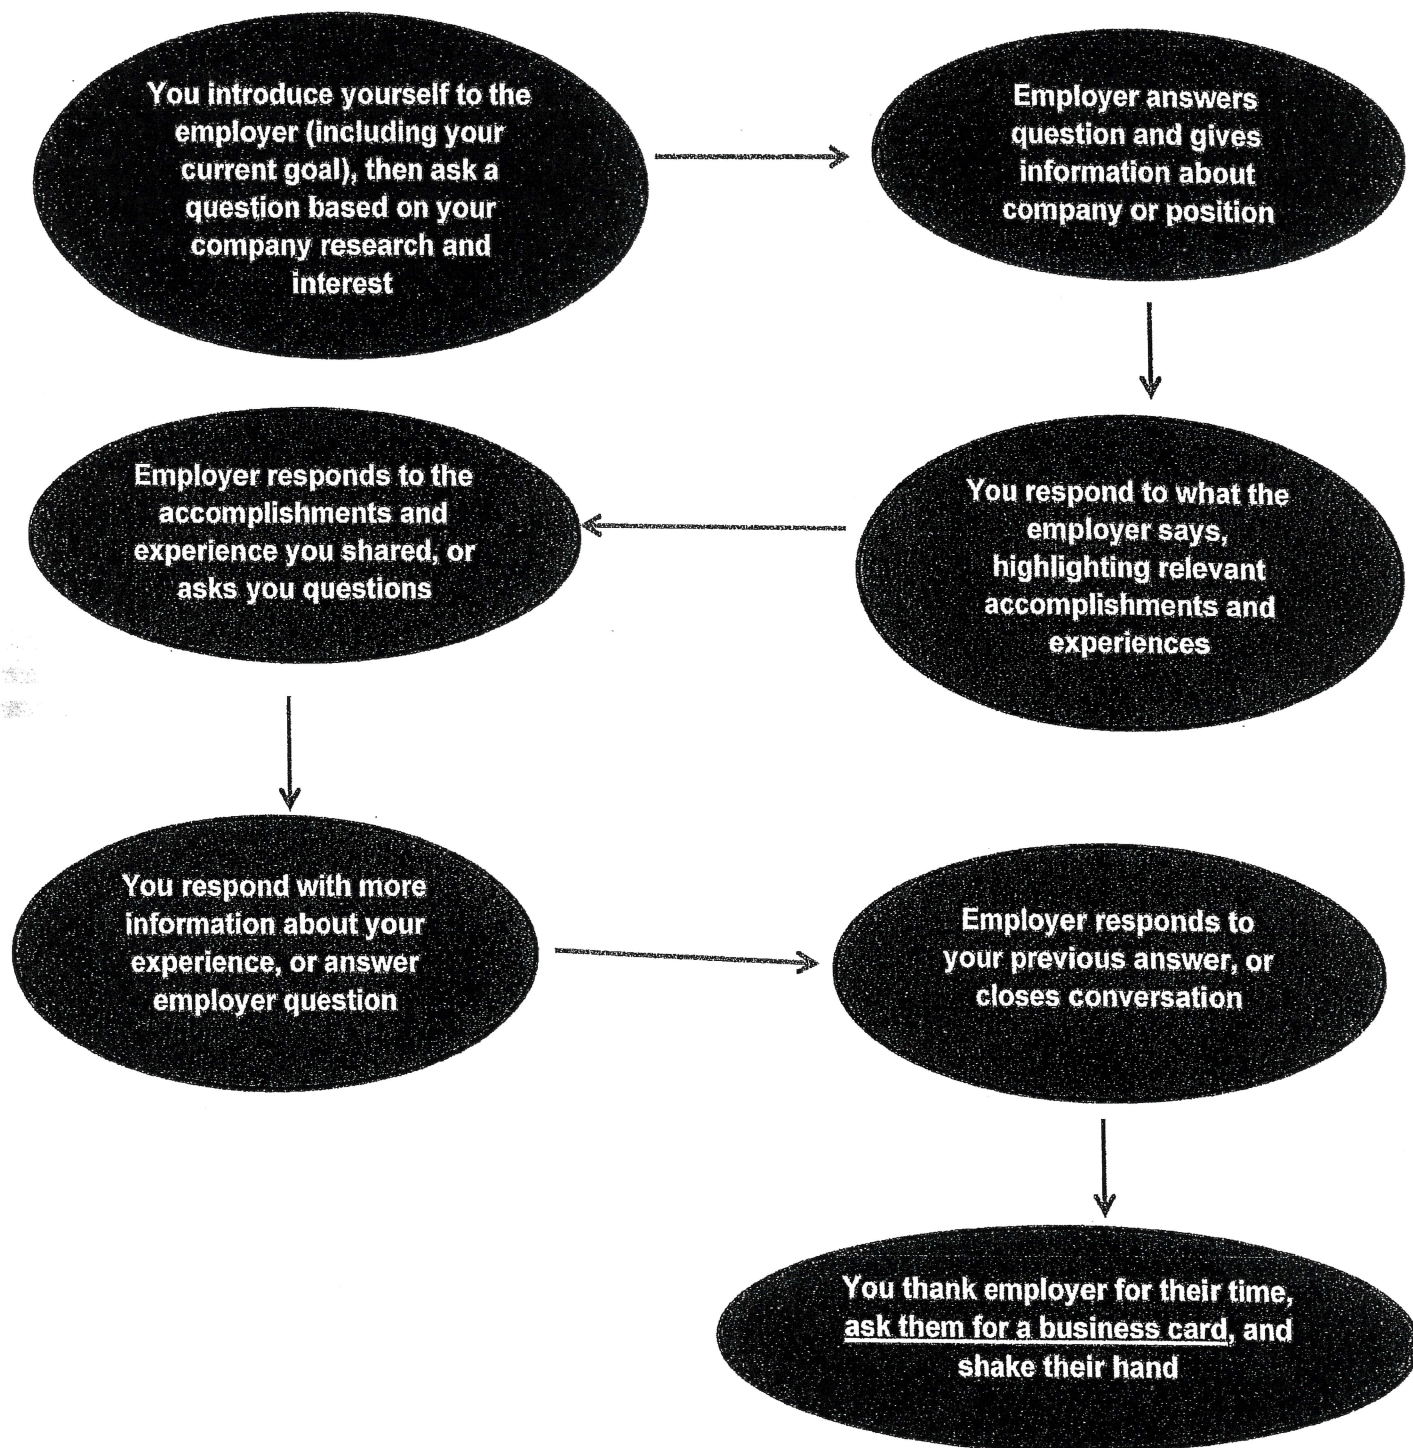 You introduce yourself to the
employer (including your
current goal), then ask a
question based on your
company research and
interest
Employer answers
question and gives
information about
company or position
You respond to what the
employer says,
highlighting relevant
accomplishments and
experiences
Employer responds to the
accomplishments and
experience you shared, or
asks you questions
You respond with more
information about your
experience, or answer
employer question
Employer responds to
your previous answer, or
closes conversation
You thank employer for their time,
ask them for a business card, and
shake their hand